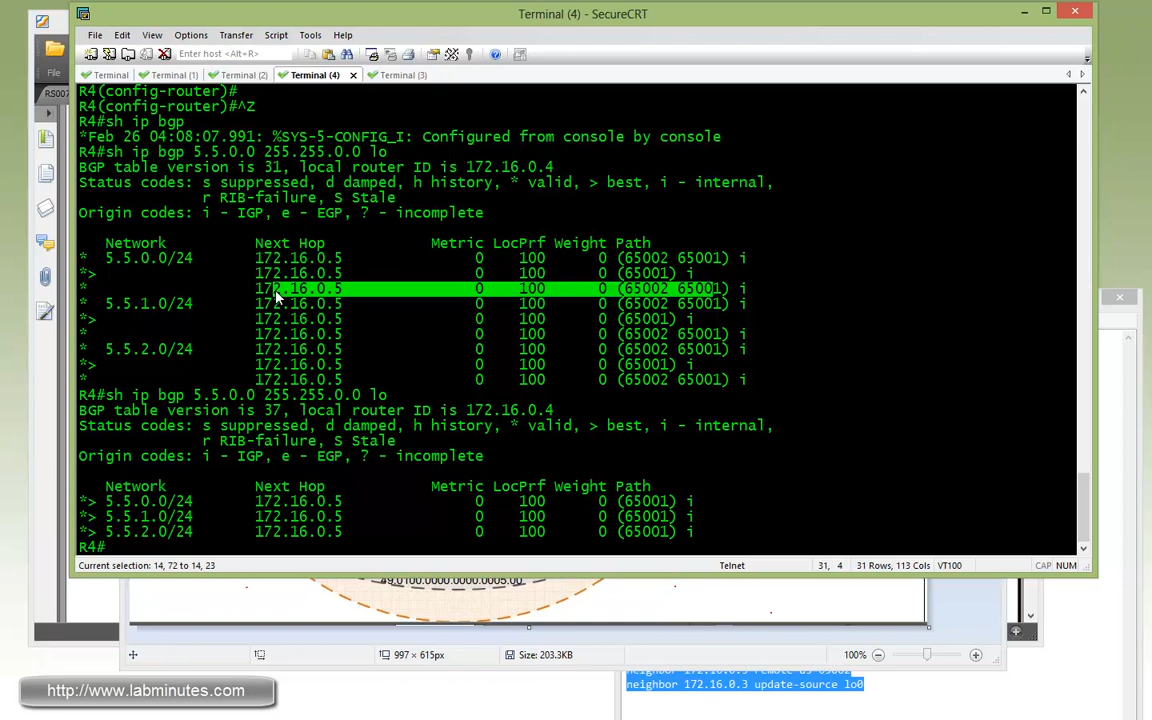 Terminal (4) - SecureCRT
File Edit View Options Transfer Script Tools Help
Enter host <Alt+R>
File
Terminal Terminal (1) Terminal (2) Terminal (4) Terminal (3)
RS007
R4(config-router)#
R4(config-router)#^Z
R4#sh ip bgp
*Feb 26 04:08:07.991: %SYS-5-CONFIG_I: Configured from console by console
R4#sh ip bgp 5.5.0.0 255.255.0.0 lo
BGP table version is 31, local router ID is 172.16.0.4
Status codes: s suppressed, d damped, h history, * valid, > best, i - internal,
r RIB-failure, S Stale
Origin codes: i - IGP, e - EGP, ? - incomplete
Network Next Hop Metric LocPrf Weight Path
* 5.5.0.0/24 172.16.0.5 0 100 0 (65002 65001) i
*> 172.16.0.5 0 100 0 (65001) i
* 172.16.0.5 0 100 0 (65002 65001) i
* 5.5.1.0/24 172.16.0.5 0 100 0 (65002 65001) i
*> 172.16.0.5 0 100 0 (65001) i
* 172.16.0.5 0 100 0 (65002 65001) i
* 5.5.2.0/24 172.16.0.5 0 100 0 (65002 65001) i
*> 172.16.0.5 0 100 0 (65001) i
* 172.16.0.5 0 100 0 (65002 65001) i
R4#sh ip bgp 5.5.0.0 255.255.0.0 lo
BGP table version is 37, local router ID is 172.16.0.4
Status codes: s suppressed, d damped, h history, * valid, > best, i - internal,
r RIB-failure, S Stale
Origin codes: i - IGP, e - EGP, ? - incomplete
Network Next Hop Metric LocPrf Weight Path
*> 5.5.0.0/24 172.16.0.5 0 100 0 (65001) i
*> 5.5.1.0/24 172.16.0.5 0 100 0 (65001) i
*> 5.5.2.0/24 172.16.0.5 0 100 0 (65001) i
R4#
Current selection: 14, 72 to 14, 23 Telnet 31, 4 31 Rows, 113 Cols VT100 CAP NUM
49.0100.0000.0000.0005.00
997 × 615px Size: 203.3KB 100%
neighbor 172.16.0.3 update-source lo0
http://www.labminutes.com